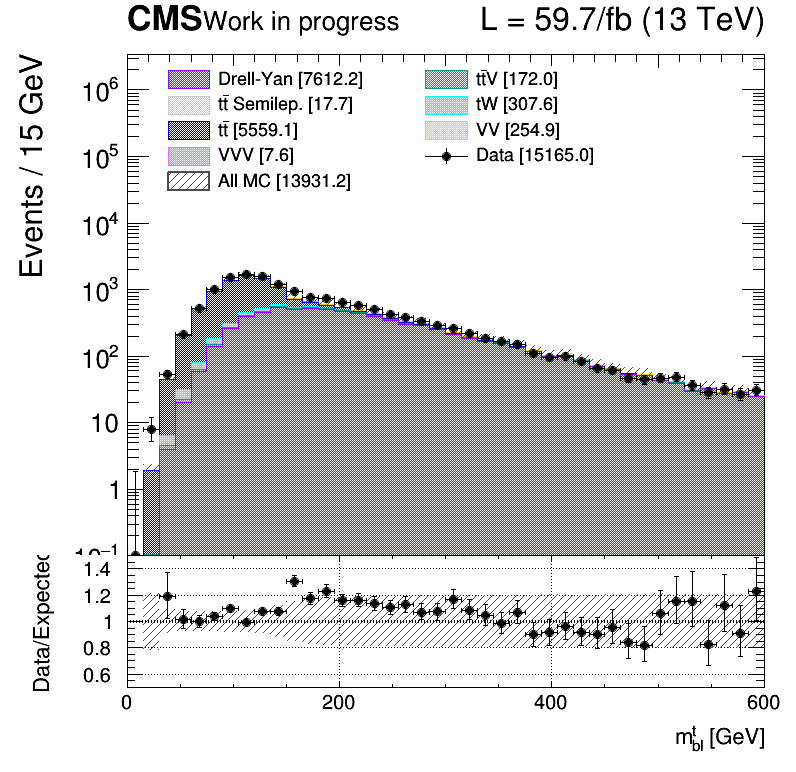 CMS Work in progress L = 59.7/fb (13 TeV)
Events / 15 GeV
10⁶
10⁵
10⁴
10³
10²
10
1
10⁻¹
Drell-Yan [7612.2]
tt̄ Semilep. [17.7]
tt̄ [5559.1]
VVV [7.6]
All MC [13931.2]
tt̄V [172.0]
tW [307.6]
VV [254.9]
Data [15165.0]
Data/Expected
1.4
1.2
1
0.8
0.6
0 200 400 600
m^t_bl [GeV]